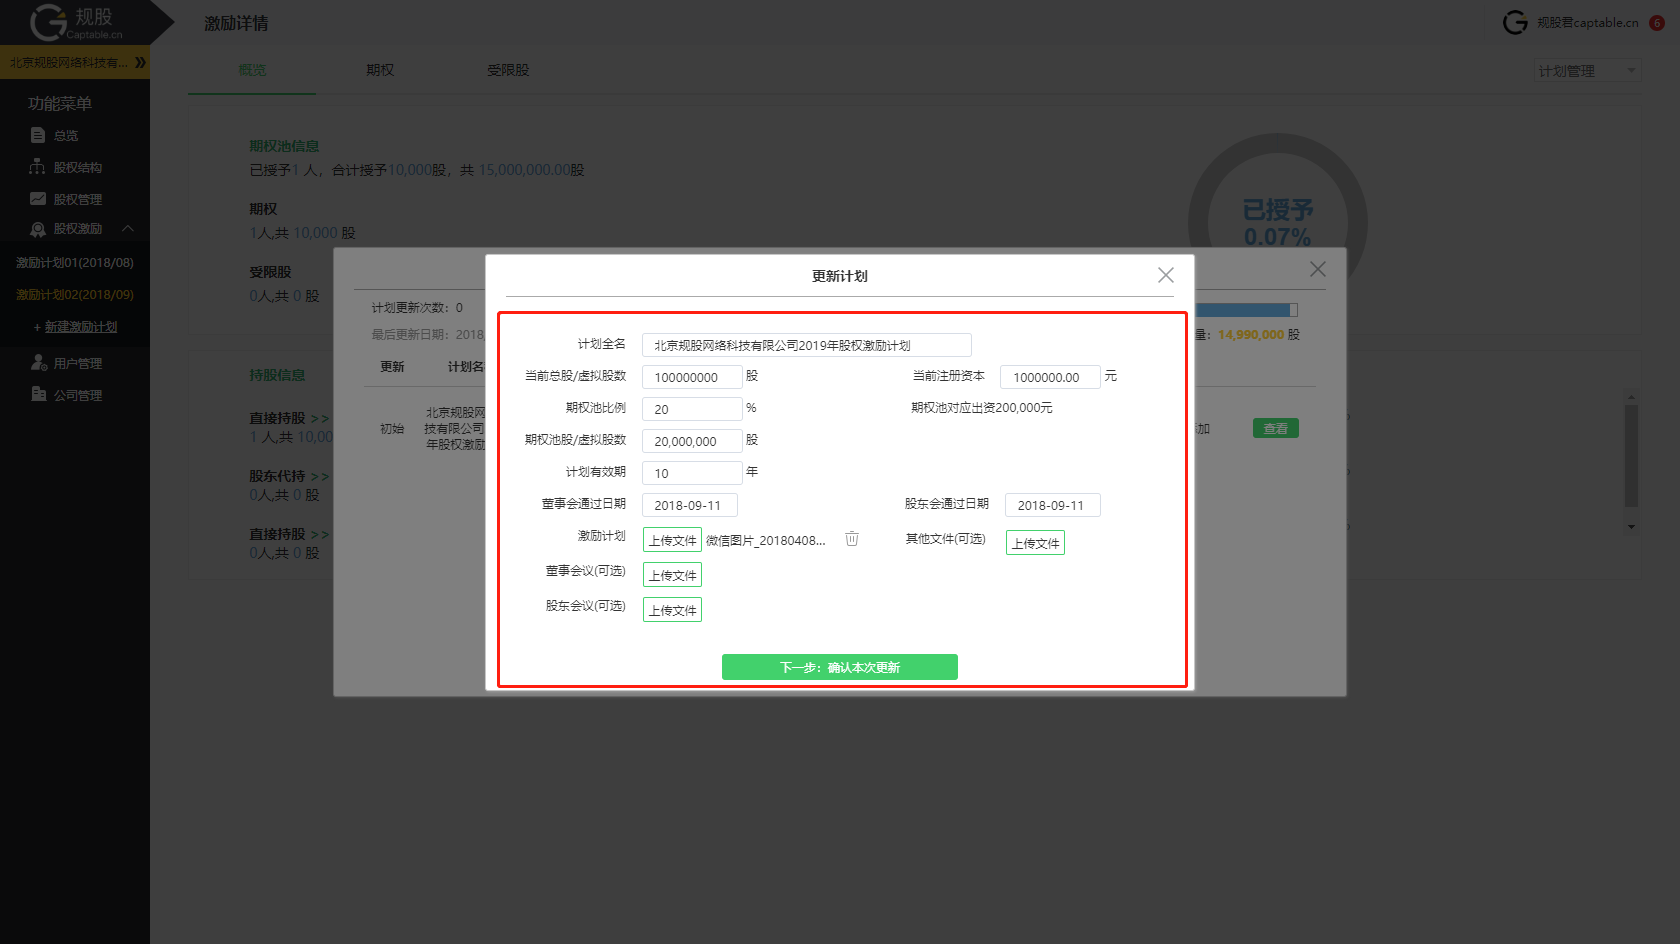 规股
Captable.cn
激励详情
规股君captable.cn
6
北京规股网络科技有...
概览
期权
受限股
计划管理
功能菜单
总览
股权结构
股权管理
股权激励
激励计划01(2018/08)
激励计划02(2018/09)
+ 新建激励计划
用户管理
公司管理
期权池信息
已授予1 人，合计授予10,000股，共 15,000,000.00股
期权
1人,共 10,000 股
受限股
0人,共 0 股
已授予
0.07%
持股信息
直接持股 >>
1 人,共 10,00
股东代持 >>
0人,共 0 股
直接持股 >>
0人,共 0 股
计划更新次数：0
最后更新日期：2018,
量：14,990,000 股
更新
计划名
初始
北京规股网
技有限公司
年股权激励
加
查看
更新计划
计划全名
北京规股网络科技有限公司2019年股权激励计划
当前总股/虚拟股数
100000000
股
当前注册资本
1000000.00
元
期权池比例
20
%
期权池对应出资200,000元
期权池股/虚拟股数
20,000,000
股
计划有效期
10
年
董事会通过日期
2018-09-11
股东会通过日期
2018-09-11
激励计划
上传文件
微信图片_20180408...
其他文件(可选)
上传文件
董事会议(可选)
上传文件
股东会议(可选)
上传文件
下一步：确认本次更新